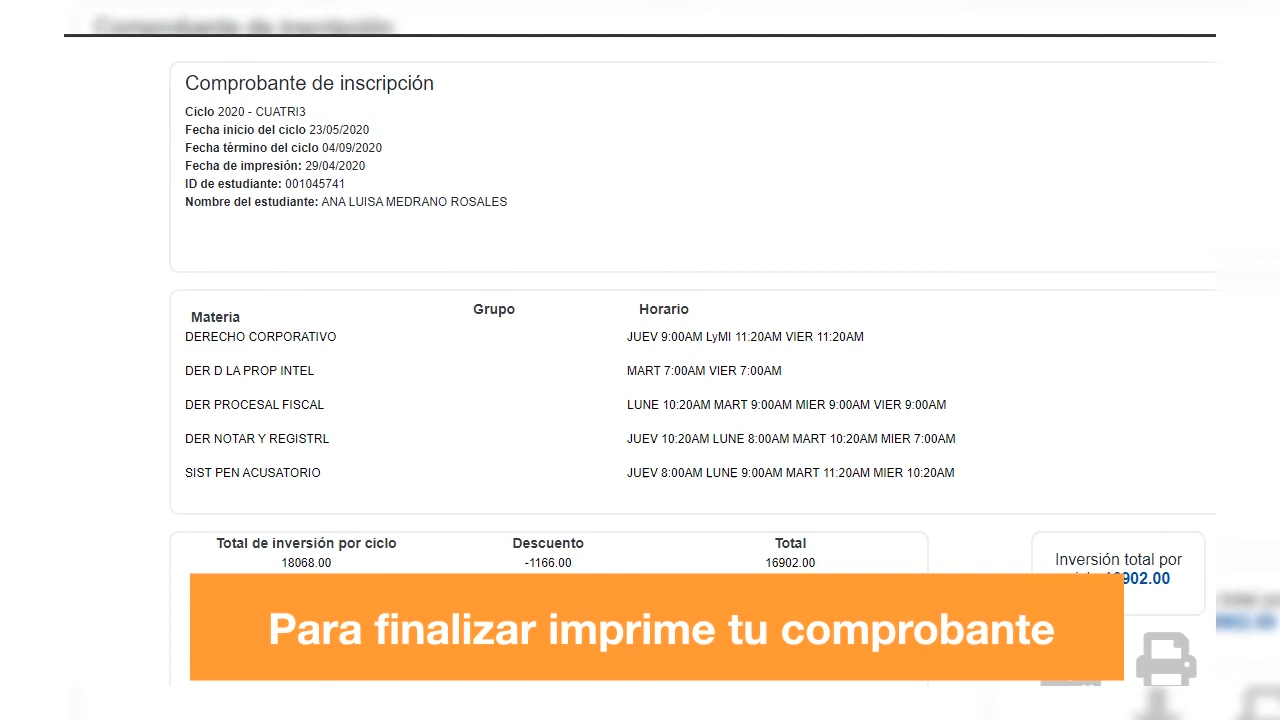 Comprobante de inscripción
Comprobante de inscripción
Ciclo 2020 - CUATRI3
Fecha inicio del ciclo 23/05/2020
Fecha término del ciclo 04/09/2020
Fecha de impresión: 29/04/2020
ID de estudiante: 001045741
Nombre del estudiante: ANA LUISA MEDRANO ROSALES
Materia Grupo Horario
DERECHO CORPORATIVO JUEV 9:00AM LyMI 11:20AM VIER 11:20AM
DER D LA PROP INTEL MART 7:00AM VIER 7:00AM
DER PROCESAL FISCAL LUNE 10:20AM MART 9:00AM MIER 9:00AM VIER 9:00AM
DER NOTAR Y REGISTRL JUEV 10:20AM LUNE 8:00AM MART 10:20AM MIER 7:00AM
SIST PEN ACUSATORIO JUEV 8:00AM LUNE 9:00AM MART 11:20AM MIER 10:20AM
Total de inversión por ciclo Descuento Total
18068.00 -1166.00 16902.00
Inversión total por
902.00
Para finalizar imprime tu comprobante